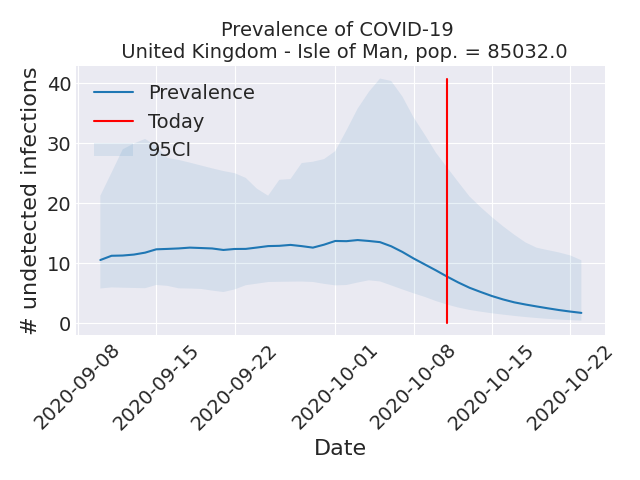 Prevalence of COVID-19
United Kingdom - Isle of Man, pop. = 85032.0
# undetected infections
40
30
20
10
0
Prevalence
Today
95CI
2020-09-08
2020-09-15
2020-09-22
2020-10-01
2020-10-08
2020-10-15
2020-10-22
Date